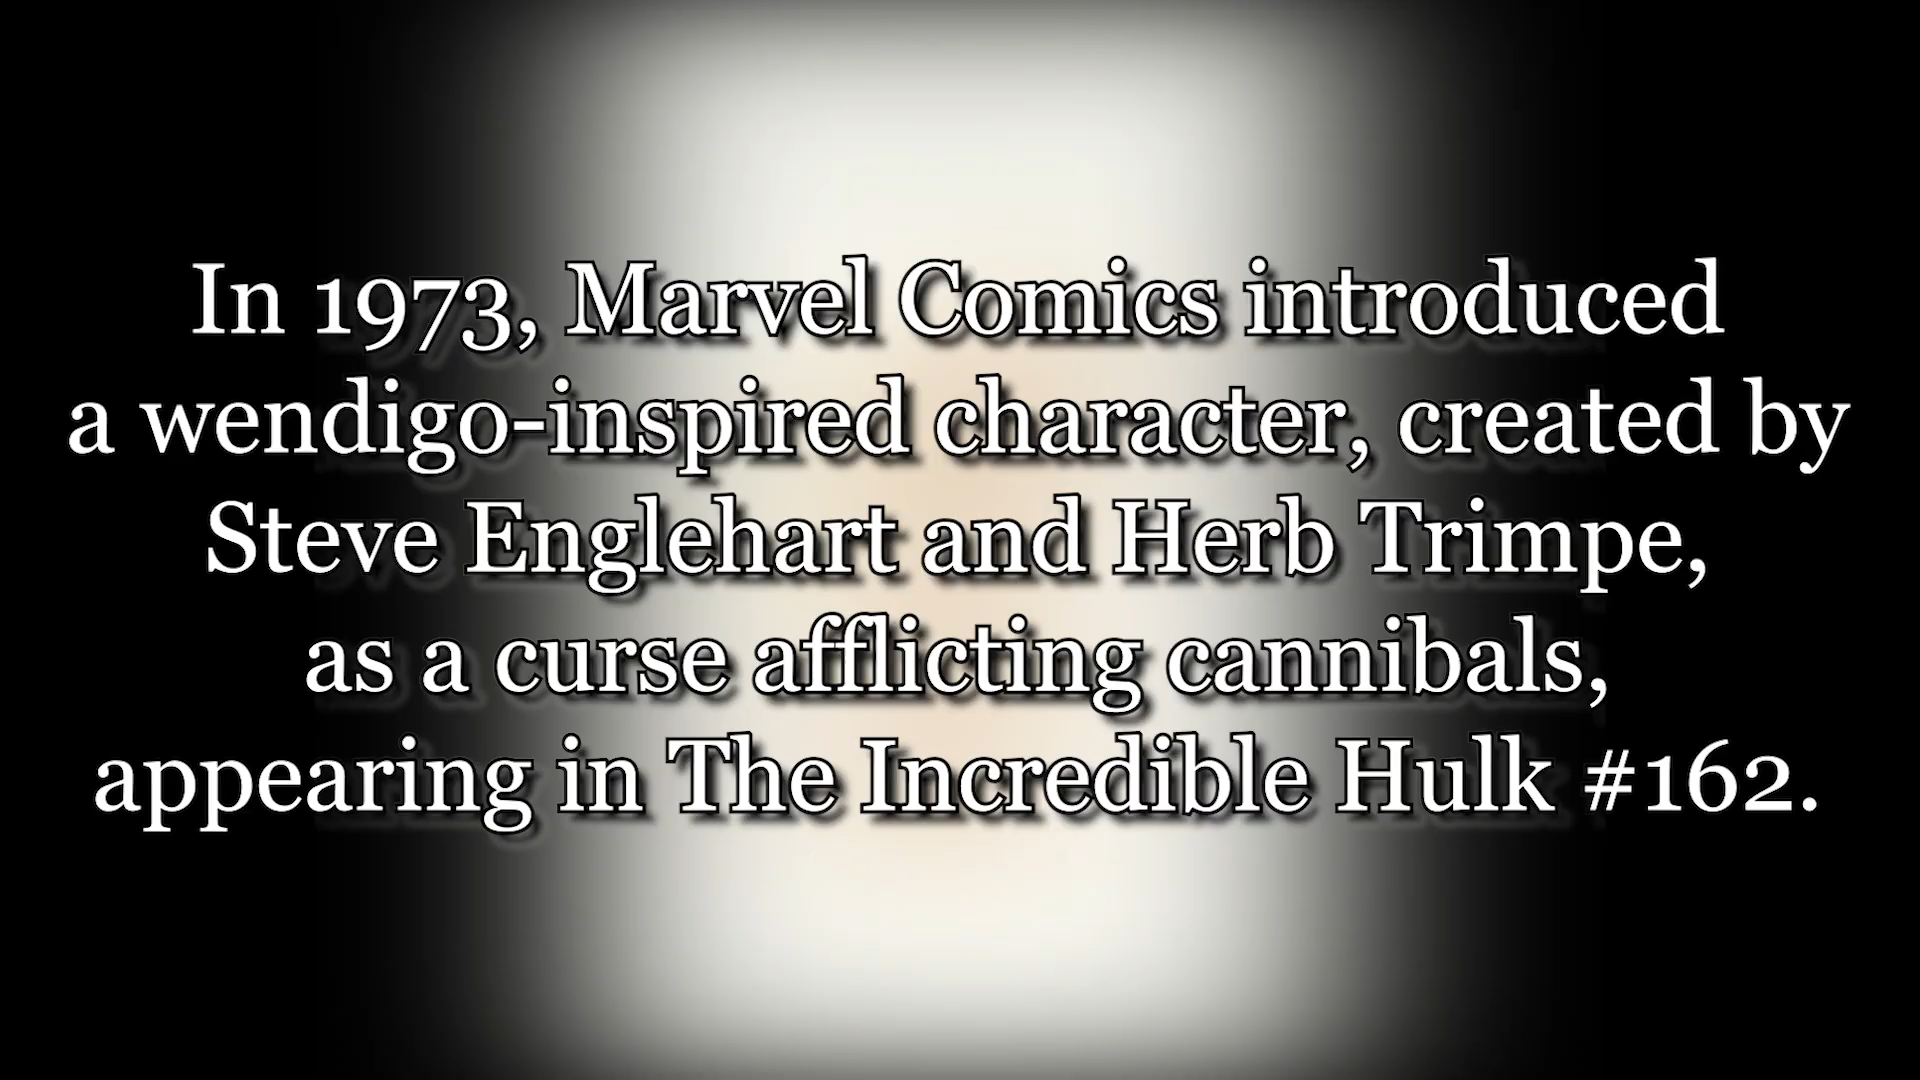 In 1973, Marvel Comics introduced
a wendigo-inspired character, created by
Steve Englehart and Herb Trimpe,
as a curse afflicting cannibals,
appearing in The Incredible Hulk #162.